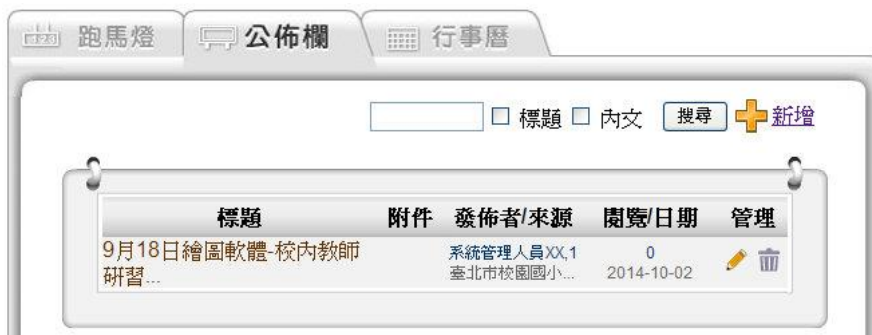 跑馬燈 公佈欄 行事曆
標題 內文 搜尋 新增
標題 附件 發佈者/來源 閱覽/日期 管理
9月18日繪圖軟體-校內教師 系統管理人員XX,1 0
研習... 臺北市校園國小... 2014-10-02